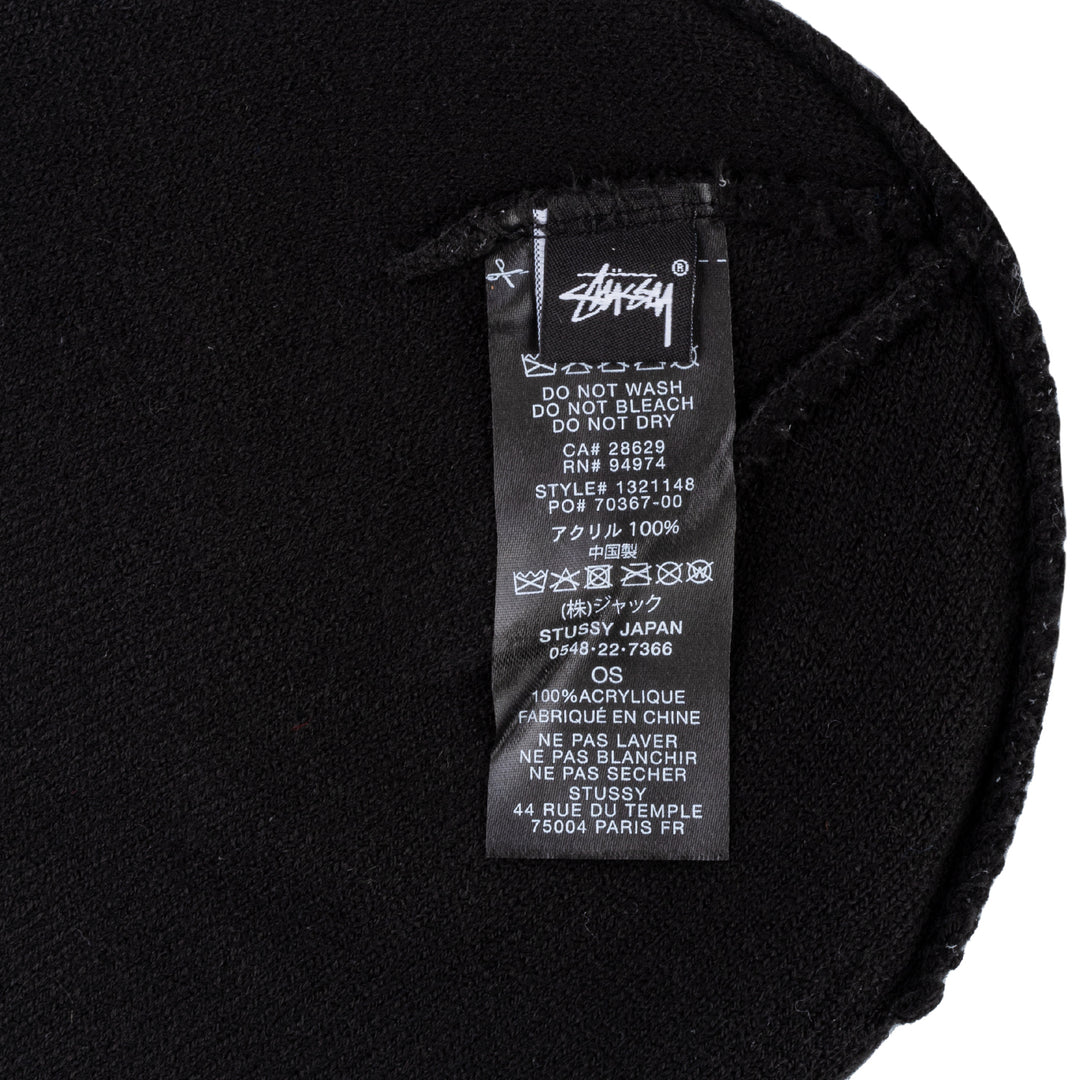 STÜSSY®
DO NOT WASH
DO NOT BLEACH
DO NOT DRY
CA# 28629
RN# 94974
STYLE# 1321148
PO# 70367-00
アクリル 100%
中国製
(株)ジャック
STUSSY JAPAN
0548·22·7366
OS
100%ACRYLIQUE
FABRIQUÉ EN CHINE
NE PAS LAVER
NE PAS BLANCHIR
NE PAS SECHER
STUSSY
44 RUE DU TEMPLE
75004 PARIS FR